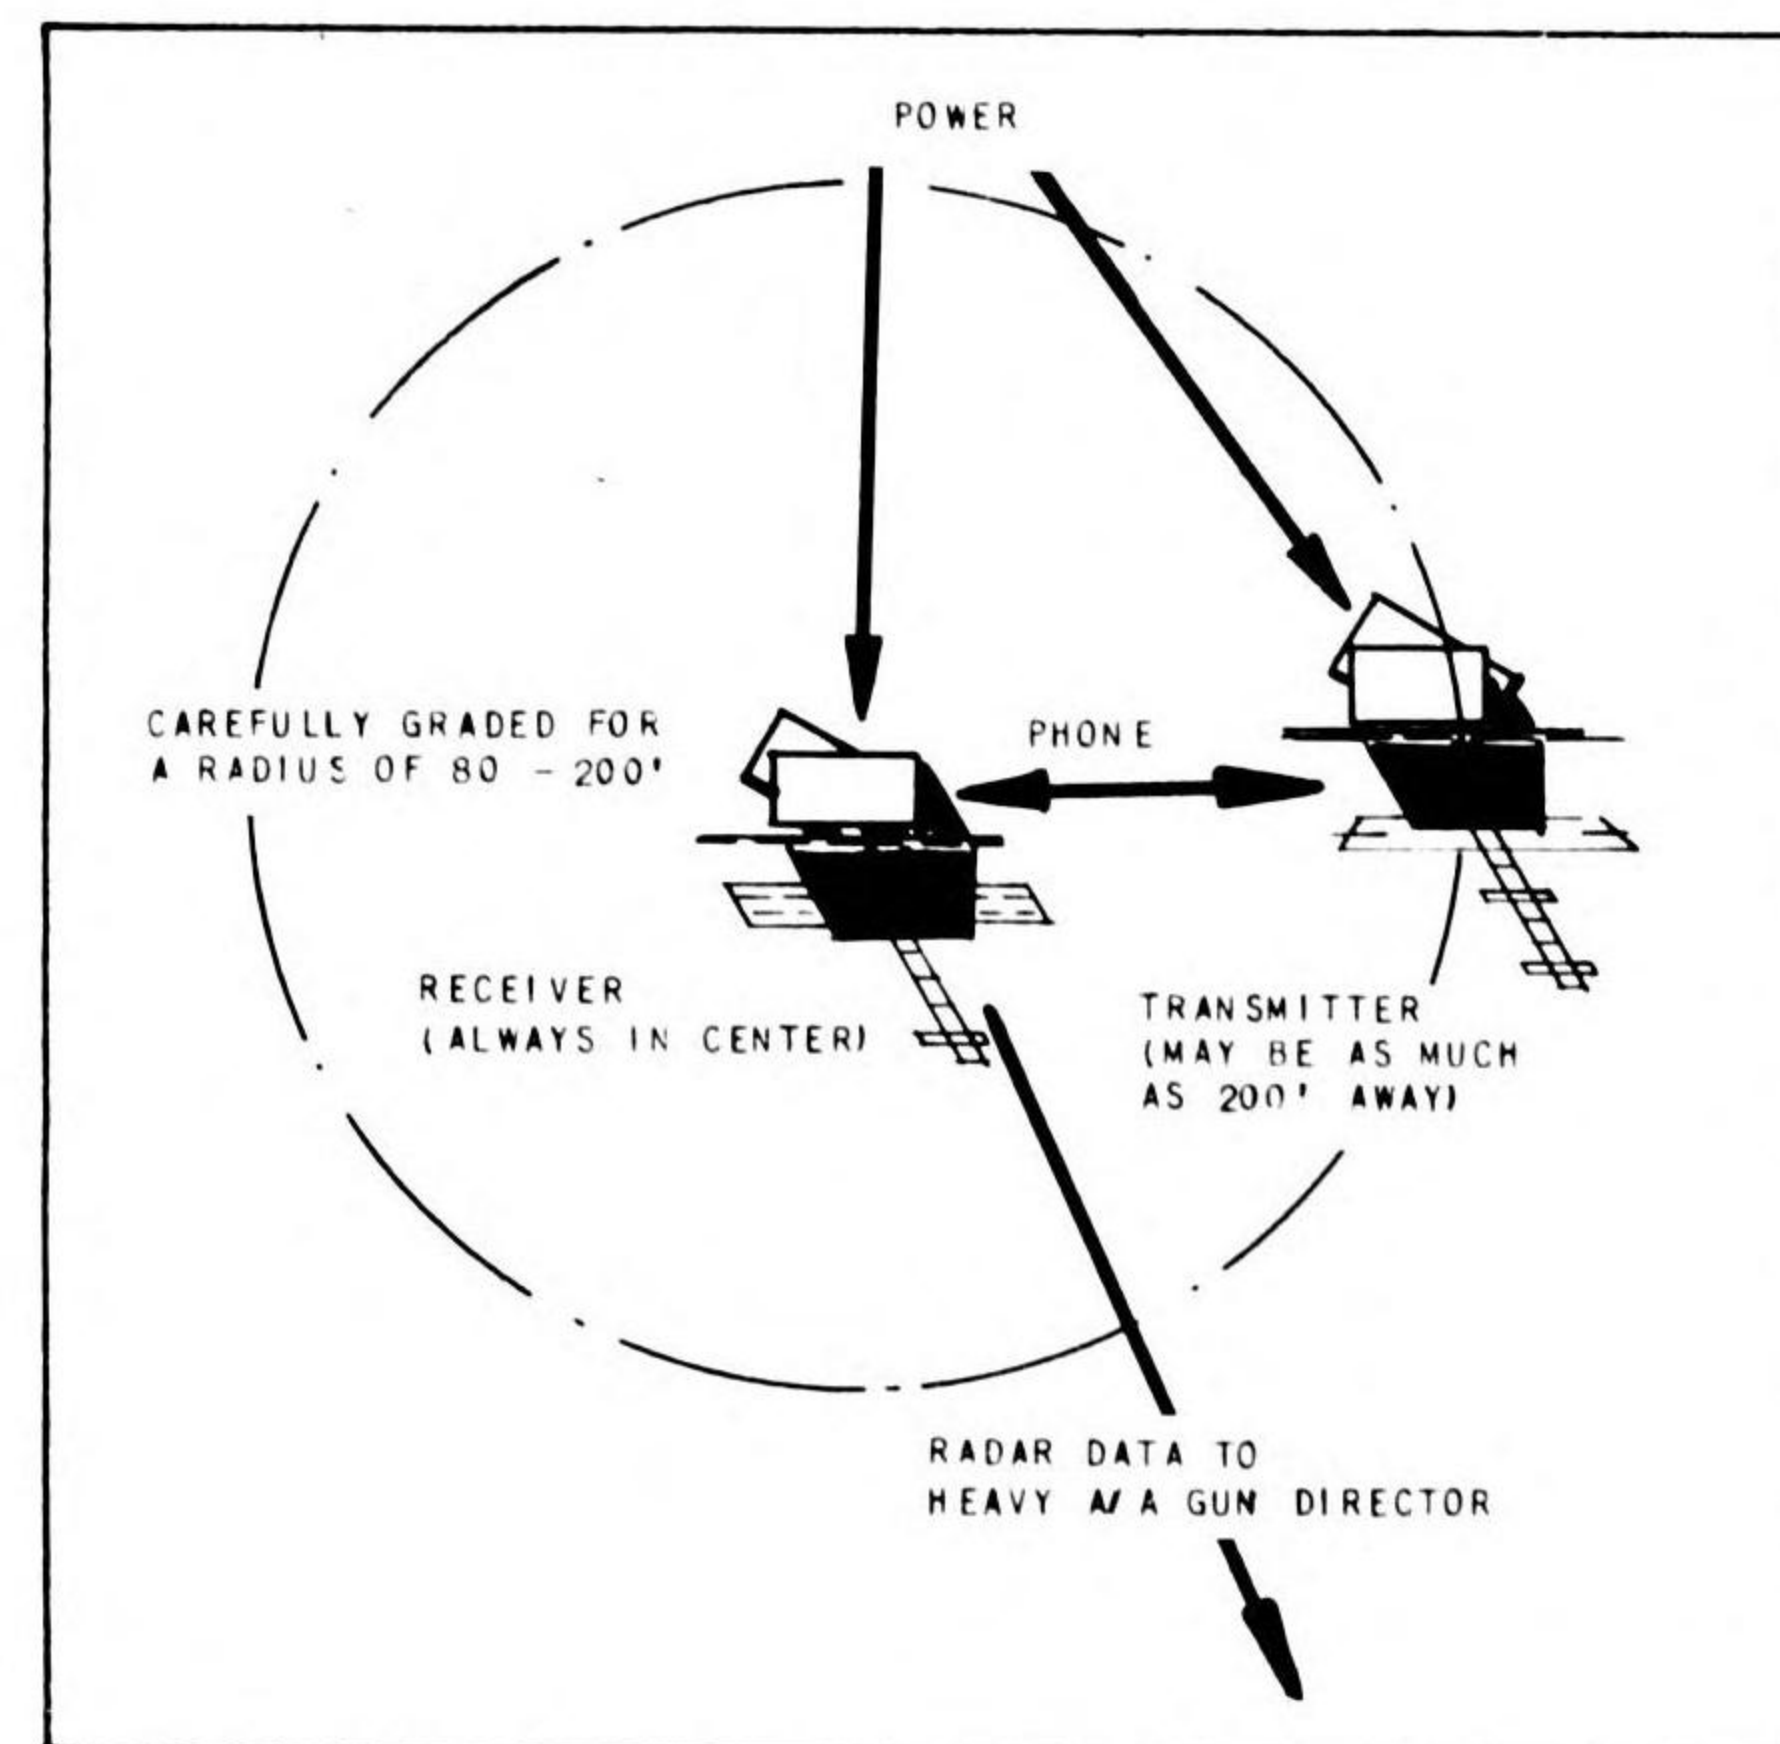 POWER
CAREFULLY GRADED FOR
A RADIUS OF 80 - 200'
PHONE
RECEIVER
(ALWAYS IN CENTER)
TRANSMITTER
(MAY BE AS MUCH
AS 200' AWAY)
RADAR DATA TO
HEAVY A/A GUN DIRECTOR